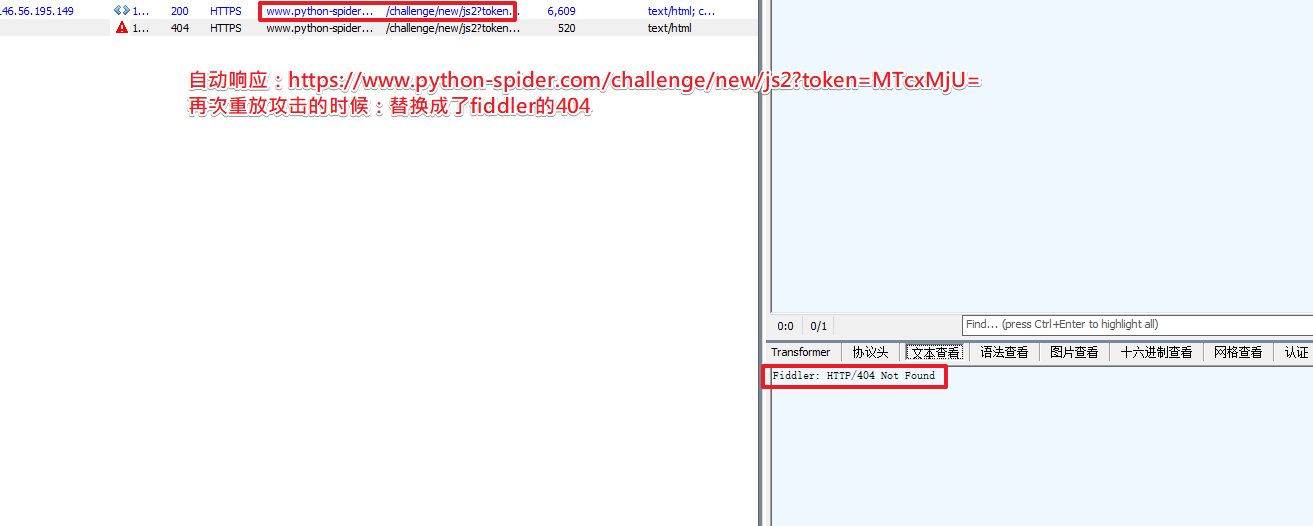 146.56.195.149 1... 200 HTTPS www.python-spider... /challenge/new/js2?token... 6,609 text/html; c...
1... 404 HTTPS www.python-spider... /challenge/new/js2?token... 520 text/html
自动响应：https://www.python-spider.com/challenge/new/js2?token=MTcxMjU=
再次重放攻击的时候：替换成了fiddler的404
0:0 0/1 Find... (press Ctrl+Enter to highlight all)
Transformer 协议头 文本查看 语法查看 图片查看 十六进制查看 网格查看 认证
Fiddler: HTTP/404 Not Found